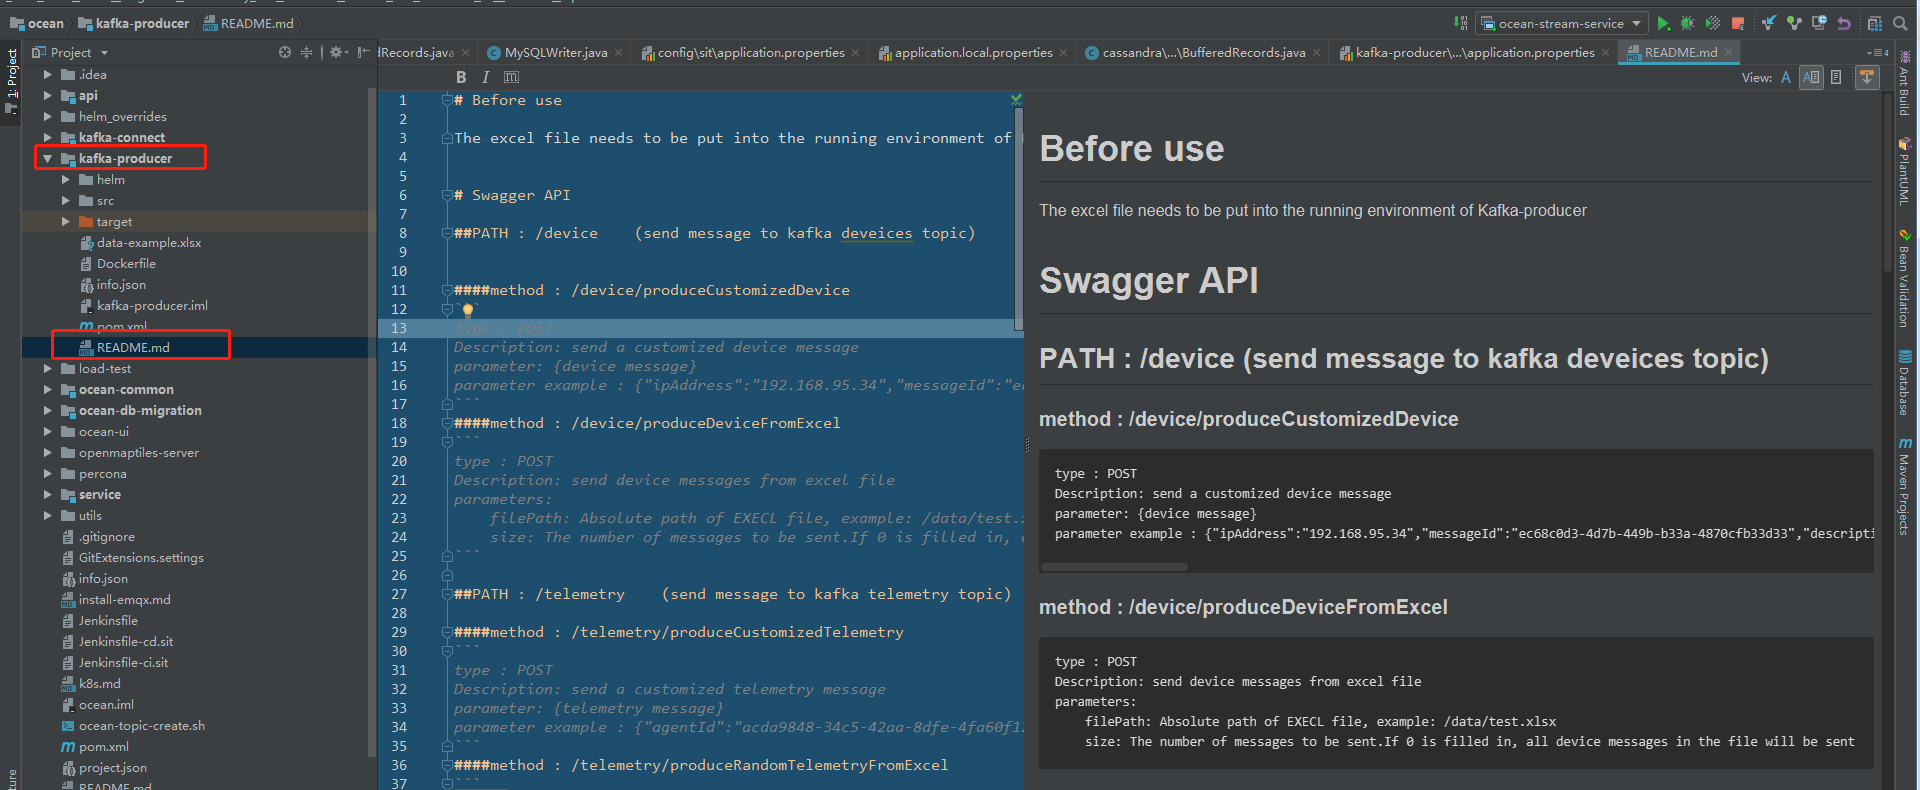 ocean kafka-producer README.md
ocean-stream-service
Project
dRecords.java MySQLWriter.java config\sit\application.properties application.local.properties cassandra\...\BufferedRecords.java kafka-producer\...\application.properties README.md
B I m
View:
1: Project
.idea
api
helm_overrides
kafka-connect
kafka-producer
helm
src
target
data-example.xlsx
Dockerfile
info.json
kafka-producer.iml
pom.xml
README.md
load-test
ocean-common
ocean-db-migration
ocean-ui
openmaptiles-server
percona
service
utils
.gitignore
GitExtensions.settings
info.json
install-emqx.md
Jenkinsfile
Jenkinsfile-cd.sit
Jenkinsfile-ci.sit
k8s.md
ocean.iml
ocean-topic-create.sh
pom.xml
project.json
README.md
1 # Before use
2
3 The excel file needs to be put into the running environment of
4
5
6 # Swagger API
7
8 ##PATH : /device    (send message to kafka deveices topic)
9
10
11 ####method : /device/produceCustomizedDevice
12 ```
13 type : POST
14 Description: send a customized device message
15 parameter: {device message}
16 parameter example : {"ipAddress":"192.168.95.34","messageId":"ec
17 ```
18 ####method : /device/produceDeviceFromExcel
19 ```
20 type : POST
21 Description: send device messages from excel file
22 parameters:
23     filePath: Absolute path of EXECL file, example: /data/test.x
24     size: The number of messages to be sent.If 0 is filled in,
25 ```
26
27 ##PATH : /telemetry    (send message to kafka telemetry topic)
28
29 ####method : /telemetry/produceCustomizedTelemetry
30 ```
31 type : POST
32 Description: send a customized telemetry message
33 parameter: {telemetry message}
34 parameter example : {"agentId":"acda9848-34c5-42aa-8dfe-4fa60f12
35 ```
36 ####method : /telemetry/produceRandomTelemetryFromExcel
37 ```
Before use
The excel file needs to be put into the running environment of Kafka-producer
Swagger API
PATH : /device (send message to kafka deveices topic)
method : /device/produceCustomizedDevice
type : POST
Description: send a customized device message
parameter: {device message}
parameter example : {"ipAddress":"192.168.95.34","messageId":"ec68c0d3-4d7b-449b-b33a-4870cfb33d33","descripti
method : /device/produceDeviceFromExcel
type : POST
Description: send device messages from excel file
parameters:
filePath: Absolute path of EXECL file, example: /data/test.xlsx
size: The number of messages to be sent.If 0 is filled in, all device messages in the file will be sent
Ant Build
PlantUML
Bean Validation
Database
Maven Projects